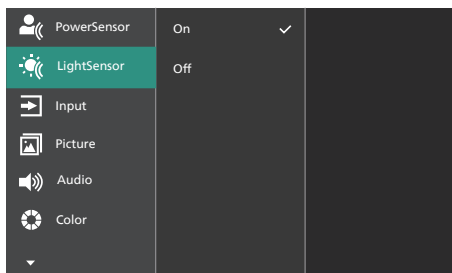 PowerSensor
LightSensor
Input
Picture
Audio
Color
On
Off